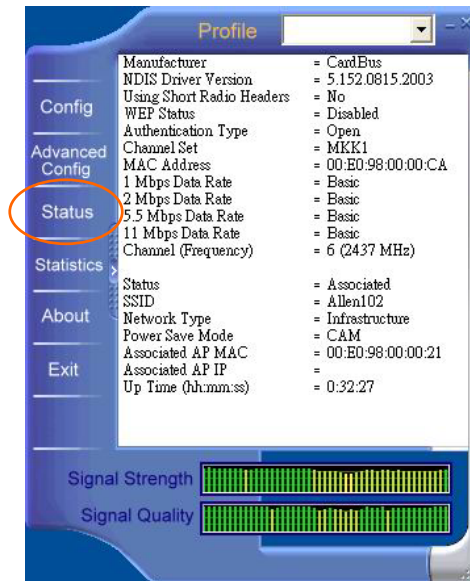 Profile
Config
Advanced
Config
Status
Statistics
About
Exit
Manufacturer = CardBus
NDIS Driver Version = 5.152.0815.2003
Using Short Radio Headers = No
WEP Status = Disabled
Authentication Type = Open
Channel Set = MKK1
MAC Address = 00:E0:98:00:00:CA
1 Mbps Data Rate = Basic
2 Mbps Data Rate = Basic
5.5 Mbps Data Rate = Basic
11 Mbps Data Rate = Basic
Channel (Frequency) = 6 (2437 MHz)
Status = Associated
SSID = Allen102
Network Type = Infrastructure
Power Save Mode = CAM
Associated AP MAC = 00:E0:98:00:00:21
Associated AP IP =
Up Time (hh:mm:ss) = 0:32:27
Signal Strength
Signal Quality